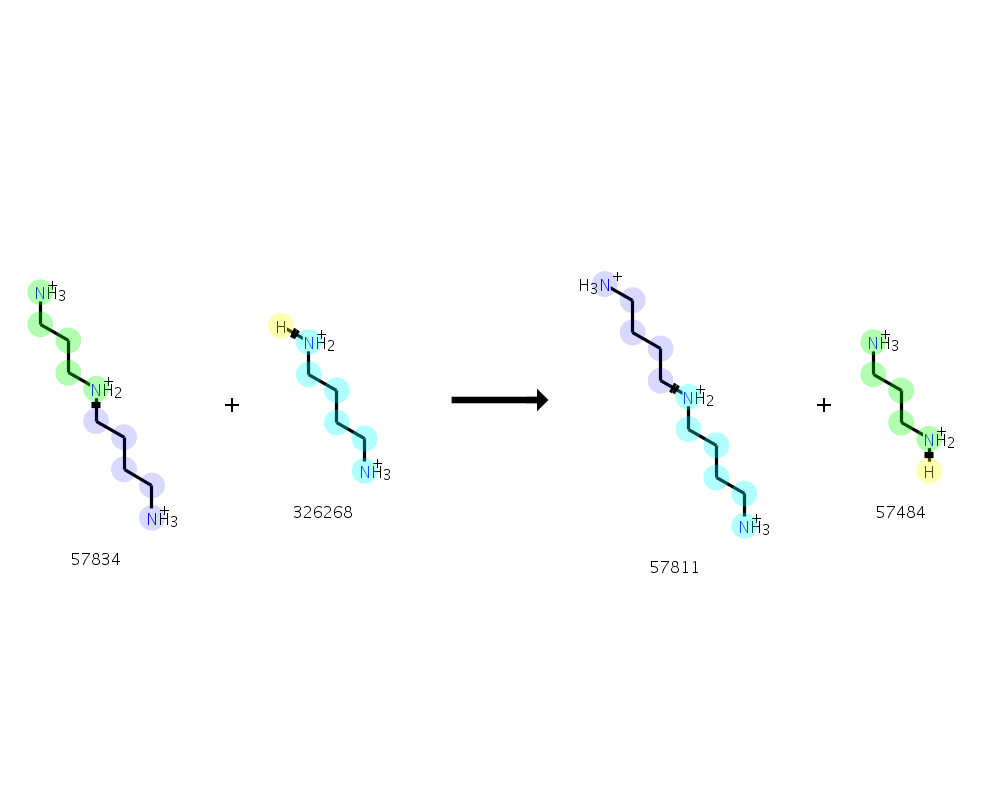 NH3+
NH2+
NH3+
57834
+
H
NH2+
NH3+
326268
H3N+
NH2+
NH3+
57811
+
NH3+
NH2+
H
57484